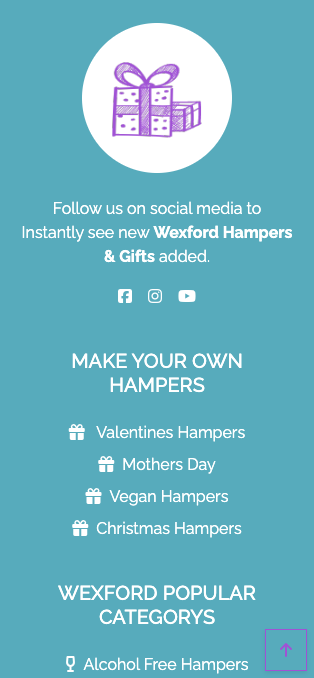 Follow us on social media to
Instantly see new Wexford Hampers
& Gifts added.
MAKE YOUR OWN
HAMPERS
Valentines Hampers
Mothers Day
Vegan Hampers
Christmas Hampers
WEXFORD POPULAR
CATEGORYS
Alcohol Free Hampers